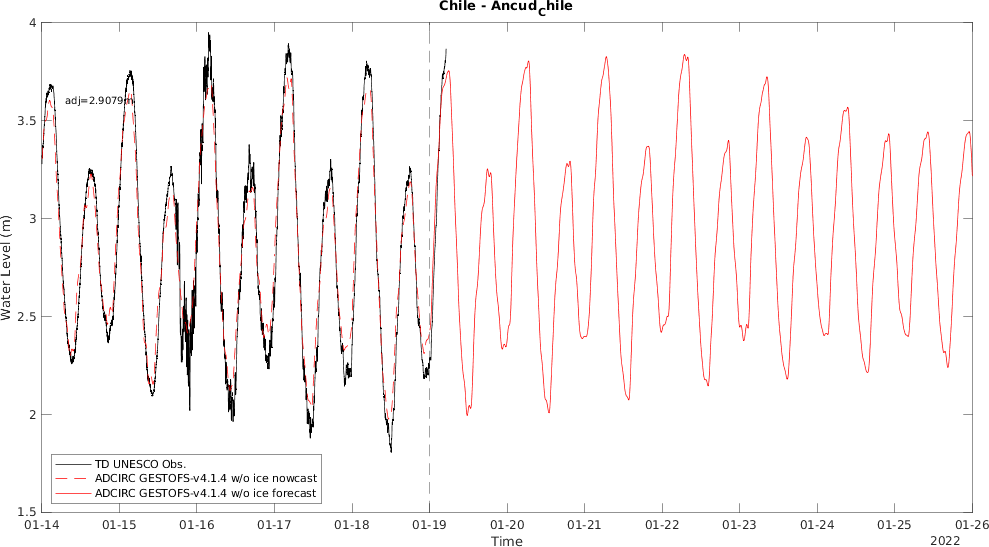 Chile - Ancud_Chile
4
adj=2.9079m
3.5
3
2.5
2
1.5
Water Level (m)
TD UNESCO Obs.
ADCIRC GESTOFS-v4.1.4 w/o ice nowcast
ADCIRC GESTOFS-v4.1.4 w/o ice forecast
01-14 01-15 01-16 01-17 01-18 01-19 01-20 01-21 01-22 01-23 01-24 01-25 01-26
Time
2022